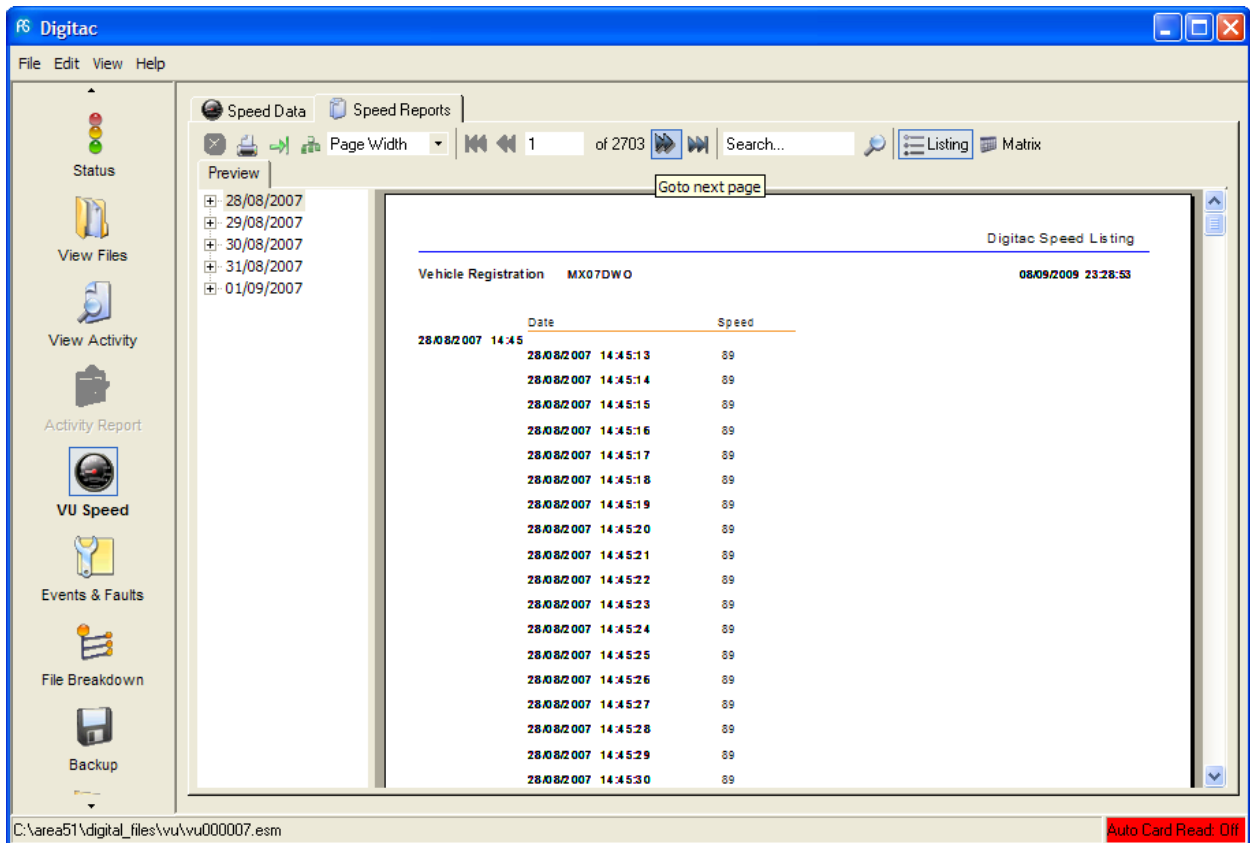 Digitac
File Edit View Help
Status
View Files
View Activity
Activity Report
VU Speed
Events & Faults
File Breakdown
Backup
Speed Data Speed Reports
Page Width 1 of 2703 Search... Listing Matrix
Preview
Goto next page
28/08/2007
29/08/2007
30/08/2007
31/08/2007
01/09/2007
Digitac Speed Listing
Vehicle Registration MX07DWO 08/09/2009 23:28:53
Date Speed
28/08/2007 14:45
28/08/2007 14:45:13 89
28/08/2007 14:45:14 89
28/08/2007 14:45:15 89
28/08/2007 14:45:16 89
28/08/2007 14:45:17 89
28/08/2007 14:45:18 89
28/08/2007 14:45:19 89
28/08/2007 14:45:20 89
28/08/2007 14:45:21 89
28/08/2007 14:45:22 89
28/08/2007 14:45:23 89
28/08/2007 14:45:24 89
28/08/2007 14:45:25 89
28/08/2007 14:45:26 89
28/08/2007 14:45:27 89
28/08/2007 14:45:28 89
28/08/2007 14:45:29 89
28/08/2007 14:45:30 89
C:\area51\digital_files\vu\vu000007.esm Auto Card Read: Off